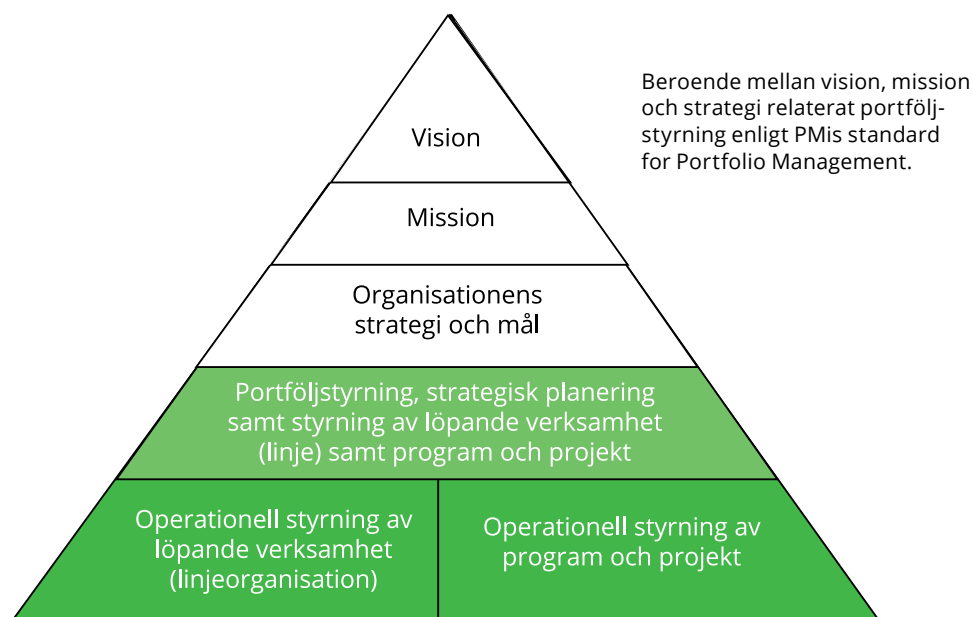 Beroende mellan vision, mission
och strategi relaterat portfölj-
styrning enligt PMis standard
for Portfolio Management.
Vision
Mission
Organisationens
strategi och mål
Portföljstyrning, strategisk planering
samt styrning av löpande verksamhet
(linje) samt program och projekt
Operationell styrning av
löpande verksamhet
(linjeorganisation)
Operationell styrning av
program och projekt